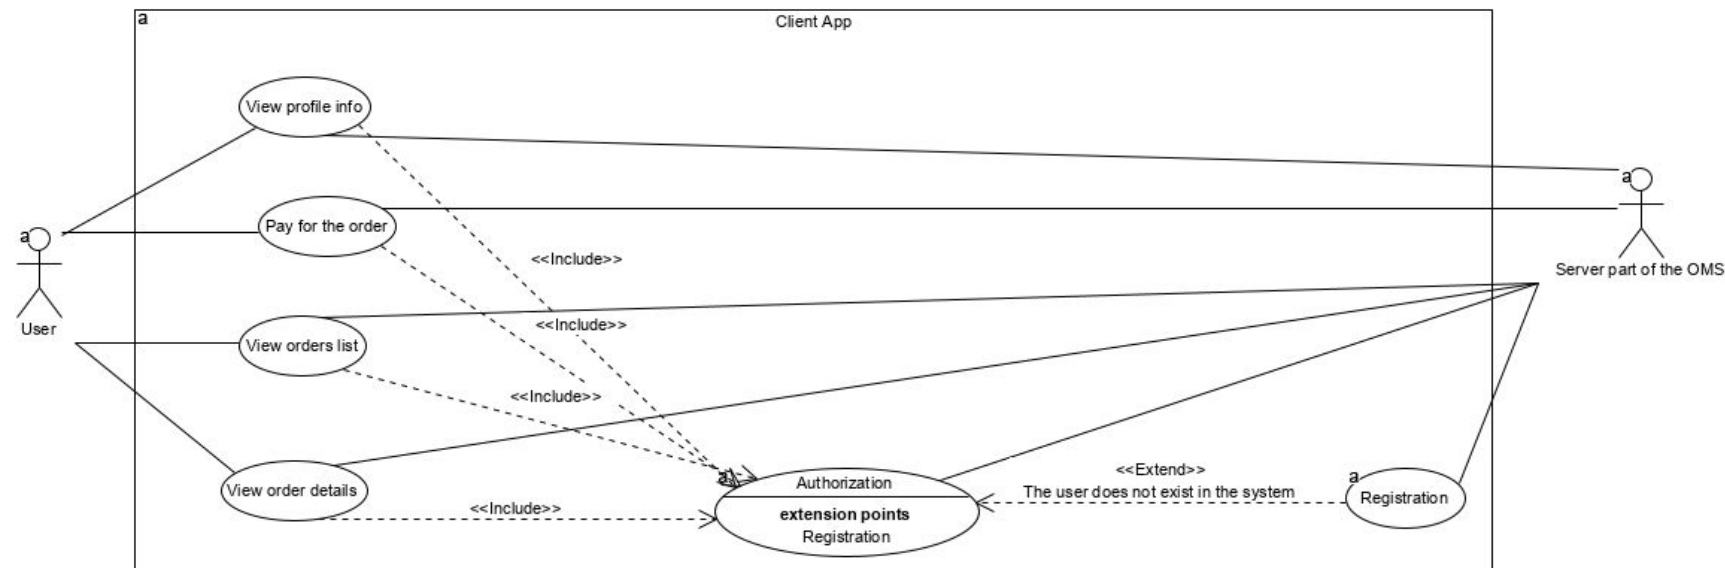 a
Client App
View profile info
a
Pay for the order
a
<<Include>>
Server part of the OMS
<<Include>>
User
View orders list
<<Include>>
a
Authorization
<<Extend>>
a
View order details
The user does not exist in the system
Registration
<<Include>>
extension points
Registration